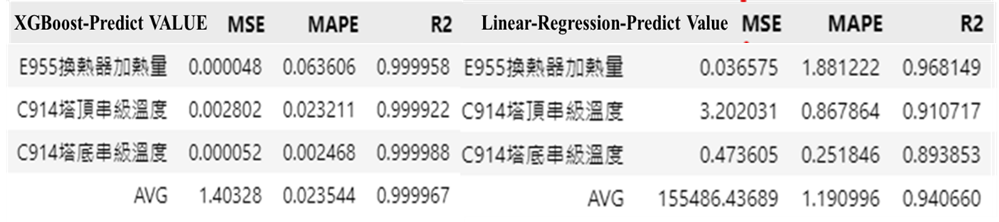 XGBoost-Predict VALUE MSE MAPE R2
E955換熱器加熱量 0.000048 0.063606 0.999958
C914塔頂串級溫度 0.002802 0.023211 0.999922
C914塔底串級溫度 0.000052 0.002468 0.999988
AVG 1.40328 0.023544 0.999967
Linear-Regression-Predict Value MSE MAPE R2
E955換熱器加熱量 0.036575 1.881222 0.968149
C914塔頂串級溫度 3.202031 0.867864 0.910717
C914塔底串級溫度 0.473605 0.251846 0.893853
AVG 155486.43689 1.190996 0.940660